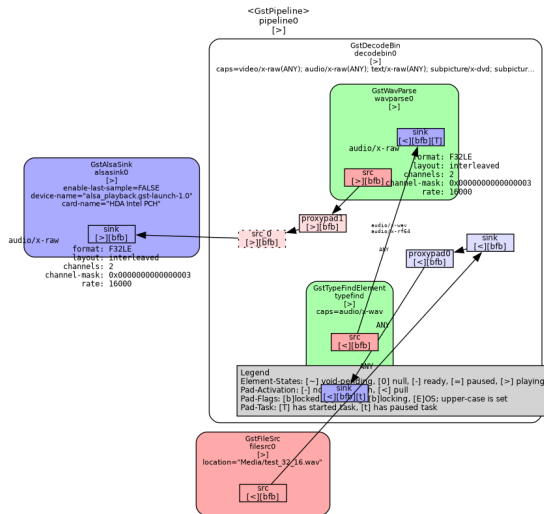 <GstPipeline>
pipeline0
[>]
GstDecodeBin
decodebin0
[>]
caps=video/x-raw(ANY); audio/x-raw(ANY); text/x-raw(ANY); subpicture/x-dvd; subpictur...
GstWavParse
wavparse0
[>]
sink
[<][bfb][T]
audio/x-raw
format: F32LE
layout: interleaved
channels: 2
channel-mask: 0x0000000000000003
rate: 16000
src
[>][bfb]
GstAlsaSink
alsasink0
[>]
enable-last-sample=FALSE
device-name="alsa_playback.gst-launch-1.0"
card-name="HDA Intel PCH"
sink
[>][bfb]
audio/x-raw
format: F32LE
layout: interleaved
channels: 2
channel-mask: 0x0000000000000003
rate: 16000
src_0
[>][bfb]
proxypad1
[>][bfb]
audio/x-wav
audio/x-rf64
ANY
proxypad0
[<][bfb]
sink
[<][bfb]
GstTypeFindElement
typefind
[>]
caps=audio/x-wav
ANY
src
[<][bfb]
ANY
sink
[<][bfb][t]
Legend
Element-States: [~] void-pending, [0] null, [-] ready, [=] paused, [>] playing
Pad-Activation: [-] [<] pull
Pad-Flags: [b]locked, [b]locking, [E]OS; upper-case is set
Pad-Task: [T] has started task, [t] has paused task
GstFileSrc
filesrc0
[>]
location="Media/test_32_16.wav"
src
[<][bfb]